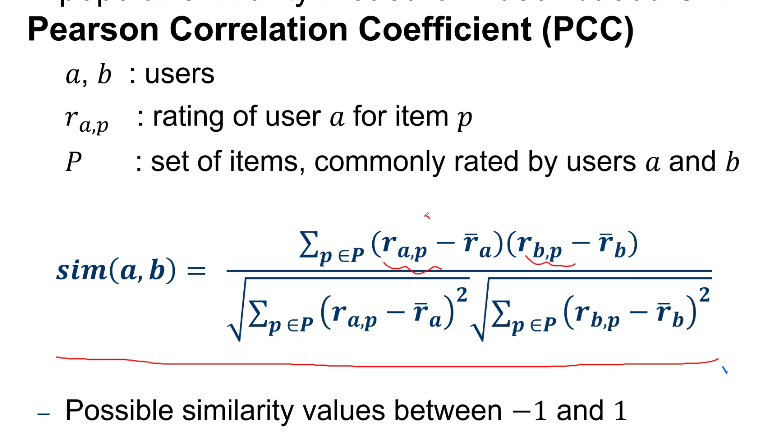 Pearson Correlation Coefficient (PCC)
a, b : users
r_{a,p} : rating of user a for item p
P : set of items, commonly rated by users a and b
sim(a, b) = \frac{\sum_{p \in P} (r_{a,p} - \bar{r}_a)(r_{b,p} - \bar{r}_b)}{\sqrt{\sum_{p \in P} (r_{a,p} - \bar{r}_a)^2} \sqrt{\sum_{p \in P} (r_{b,p} - \bar{r}_b)^2}}
– Possible similarity values between −1 and 1